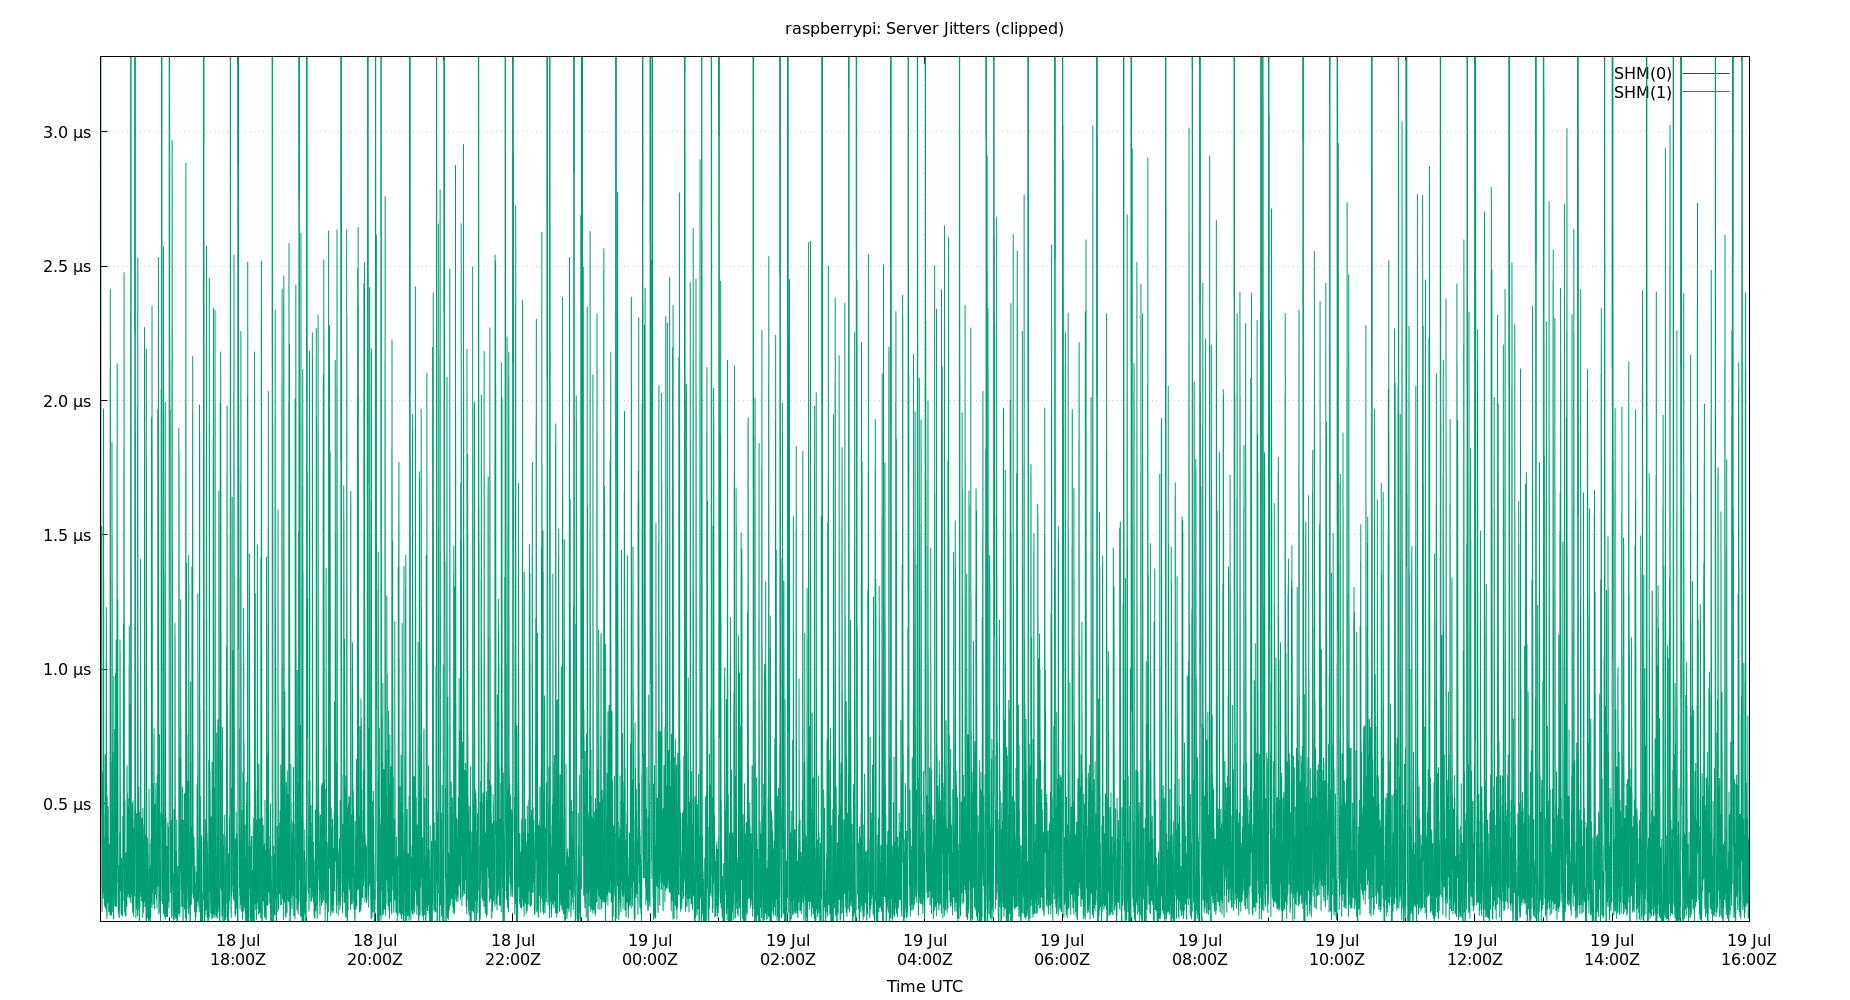 raspberrypi: Server Jitters (clipped)
SHM(0)
SHM(1)
3.0 µs
2.5 µs
2.0 µs
1.5 µs
1.0 µs
0.5 µs
18 Jul 18 Jul 18 Jul 19 Jul 19 Jul 19 Jul 19 Jul 19 Jul 19 Jul 19 Jul 19 Jul 19 Jul
18:00Z 20:00Z 22:00Z 00:00Z 02:00Z 04:00Z 06:00Z 08:00Z 10:00Z 12:00Z 14:00Z 16:00Z
Time UTC